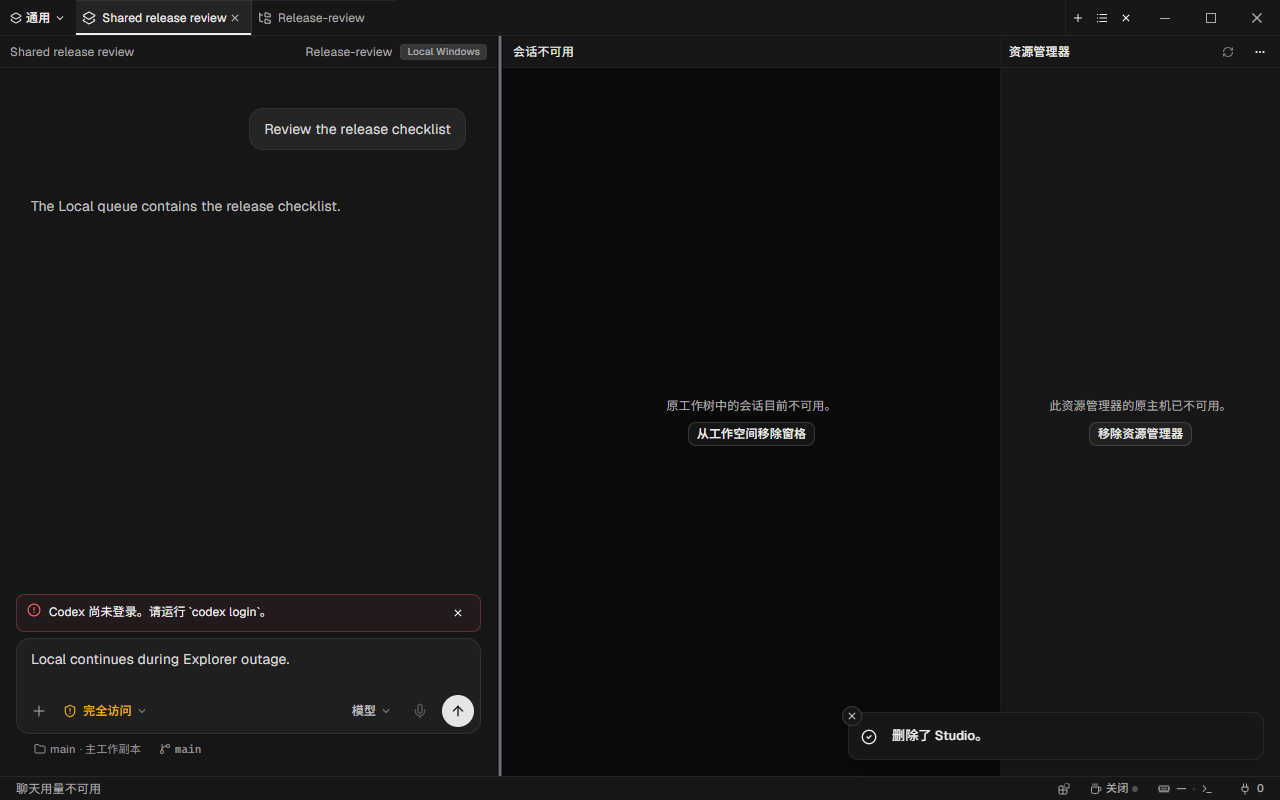 通用
Shared release review
Release-review
Shared release review
Release-review
Local Windows
会话不可用
资源管理器
Review the release checklist
The Local queue contains the release checklist.
原工作树中的会话目前不可用。
从工作空间移除窗格
此资源管理器的原主机已不可用。
移除资源管理器
Codex 尚未登录。请运行 `codex login`。
Local continues during Explorer outage.
完全访问
模型
main · 主工作副本
main
删除了 Studio。
聊天用量不可用
关闭
— ·
0